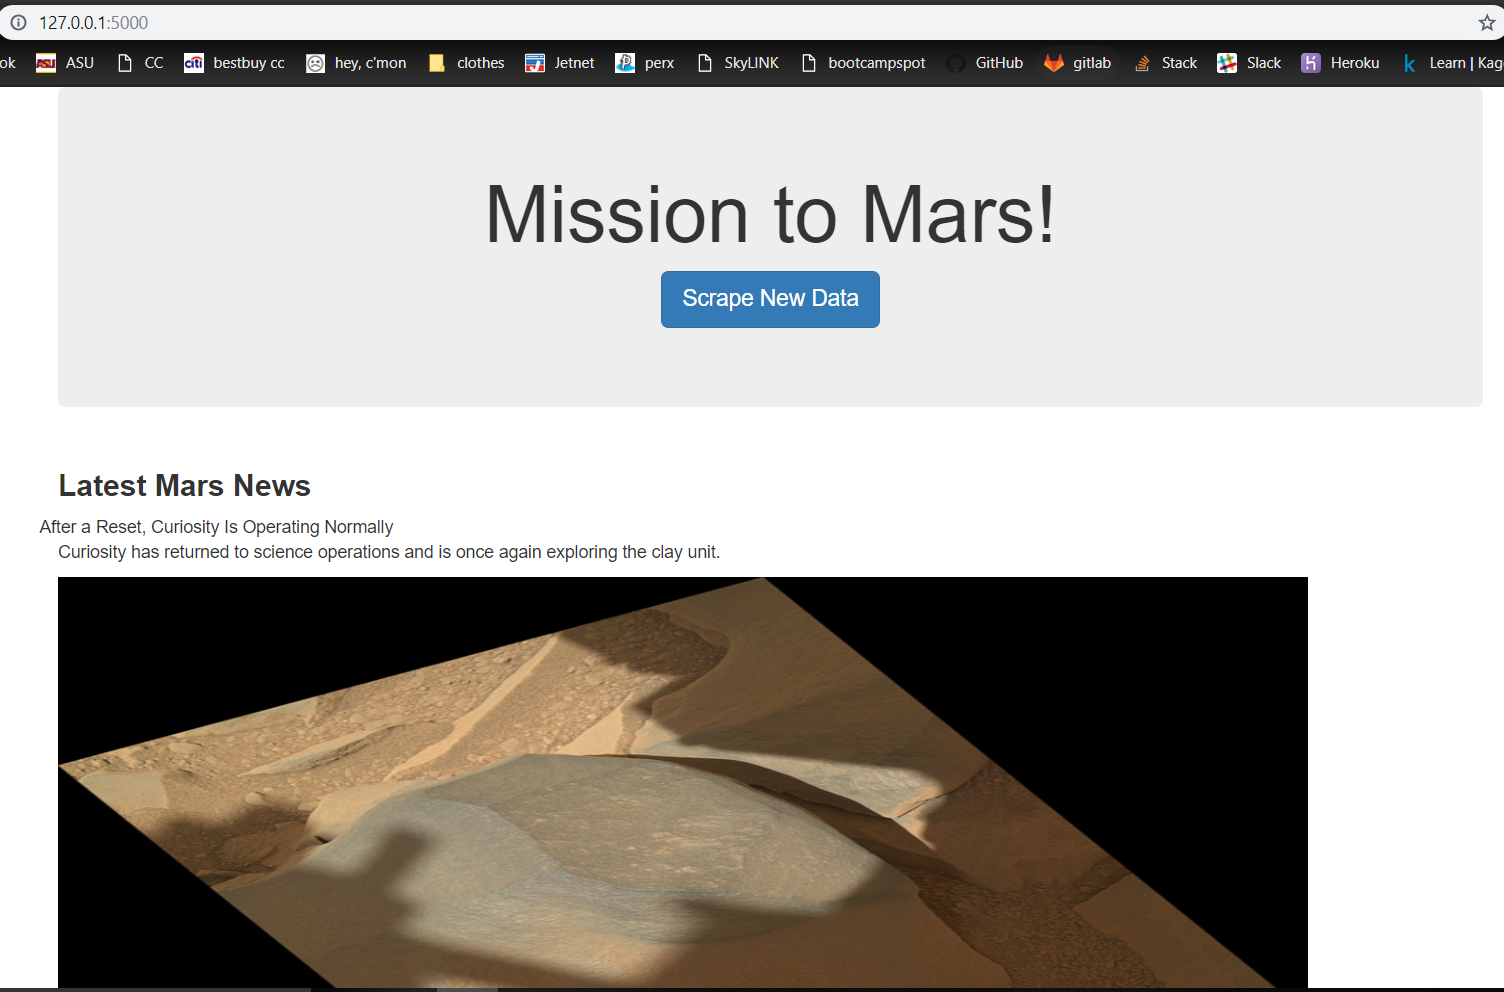 127.0.0.1:5000
ok ASU CC citi bestbuy cc hey, c'mon clothes Jetnet perx SkyLINK bootcampspot GitHub gitlab Stack Slack Heroku k Learn | Kag
Mission to Mars!
Scrape New Data
Latest Mars News
After a Reset, Curiosity Is Operating Normally
Curiosity has returned to science operations and is once again exploring the clay unit.